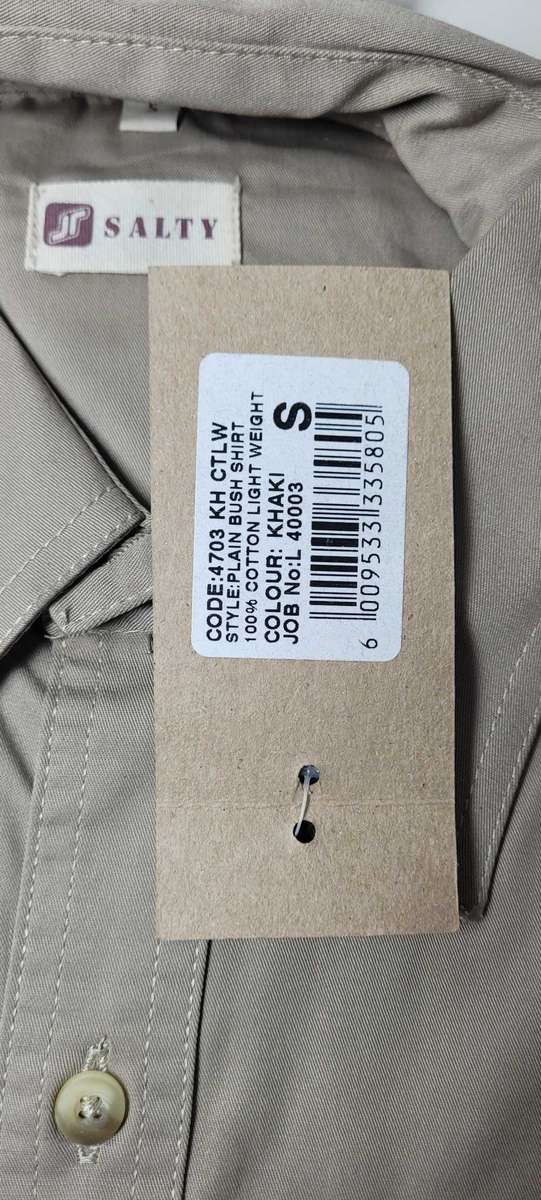 SALTY
CODE:4703 KH CTLW
STYLE:PLAIN BUSH SHIRT
100% COTTON LIGHT WEIGHT
COLOUR: KHAKI
JOB No:L 40003
S
6 009533 335805